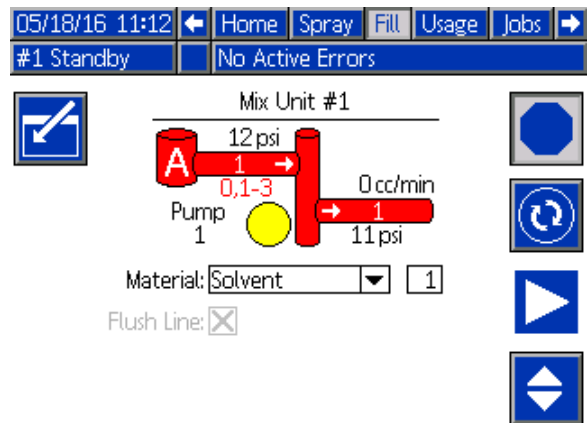 05/18/16 11:12 Home Spray Fill Usage Jobs
#1 Standby No Active Errors
Mix Unit #1
12 psi
A 1
0,1-3 0 cc/min
Pump 1
1 11 psi
Material: Solvent 1
Flush Line: